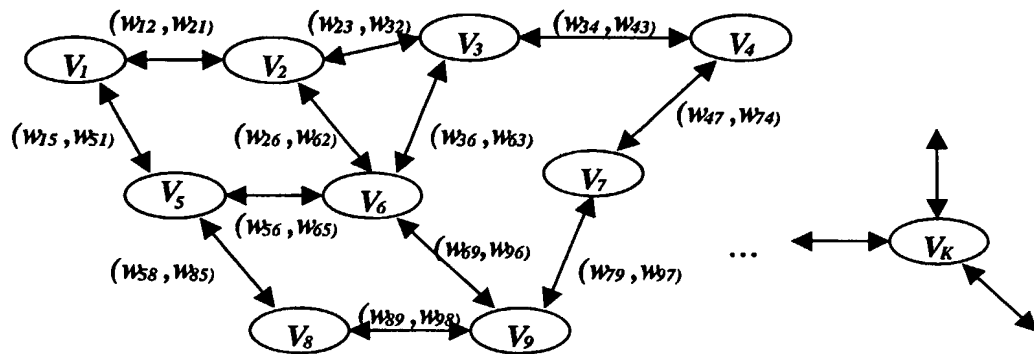 (w12 ,w21)
(w23 ,w32)
(w34 ,w43)
V1
V2
V3
V4
(w15 ,w51)
(w26 ,w62)
(w36 ,w63)
(w47 ,w74)
V5
V6
V7
(w56 ,w65)
(w69,w96)
...
VK
(w58 ,w85)
(w79 ,w97)
(w89 ,w98)
V8
V9